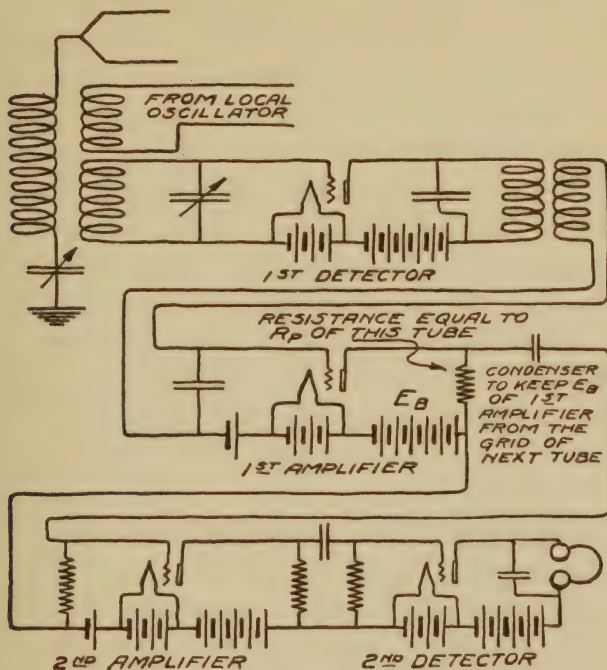 FROM LOCAL
OSCILLATOR
1ST DETECTOR
RESISTANCE EQUAL TO
RP OF THIS TUBE
EB
CONDENSER
TO KEEP EB
OF 1ST
AMPLIFIER
FROM THE
GRID OF
NEXT TUBE
1ST AMPLIFIER
2ND AMPLIFIER
2ND DETECTOR